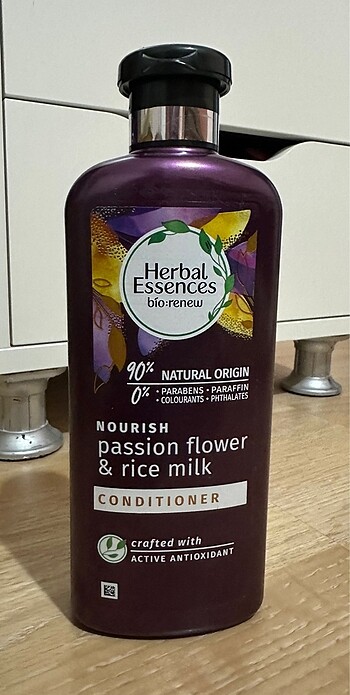 Herbal
Essences
bío:renew
90% NATURAL ORIGIN
0% • PARABENS • PARAFFIN
• COLOURANTS • PHTHALATES
NOURISH
passion flower
& rice milk
CONDITIONER
crafted with
ACTIVE ANTIOXIDANT